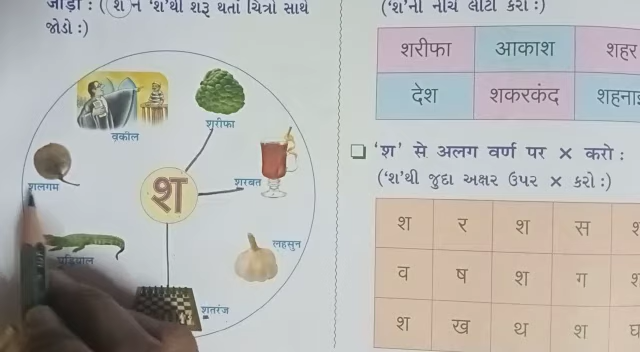 જોડો : ( श ને 'श'થી શરૂ થતાં ચિત્રો સાથે
જોડો :)
वकील
शरीफा
शलगम
श
शरबत
लहसुन
घड़ियाल
शतरंज
('श'ની નીચે લીટી કરો :)
शरीफा आकाश शहर
देश शकरकंद
'श' से अलग वर्ण पर × करो :
('श'થી જુદા અક્ષર ઉપર × કરો :)
श र श स
व ष श ग
श ख थ श घ